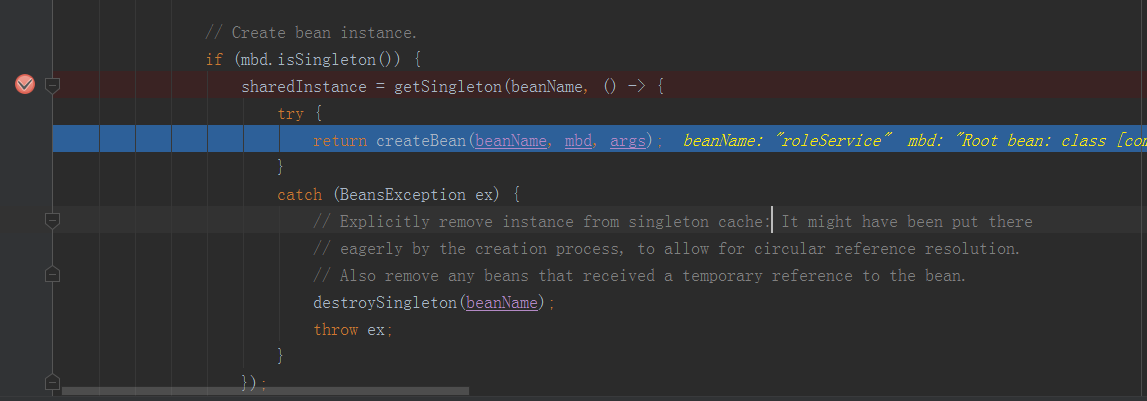 // Create bean instance.
if (mbd.isSingleton()) {
sharedInstance = getSingleton(beanName, () -> {
try {
return createBean(beanName, mbd, args); beanName: "roleService" mbd: "Root bean: class [com
}
catch (BeansException ex) {
// Explicitly remove instance from singleton cache: It might have been put there
// eagerly by the creation process, to allow for circular reference resolution.
// Also remove any beans that received a temporary reference to the bean.
destroySingleton(beanName);
throw ex;
}
});